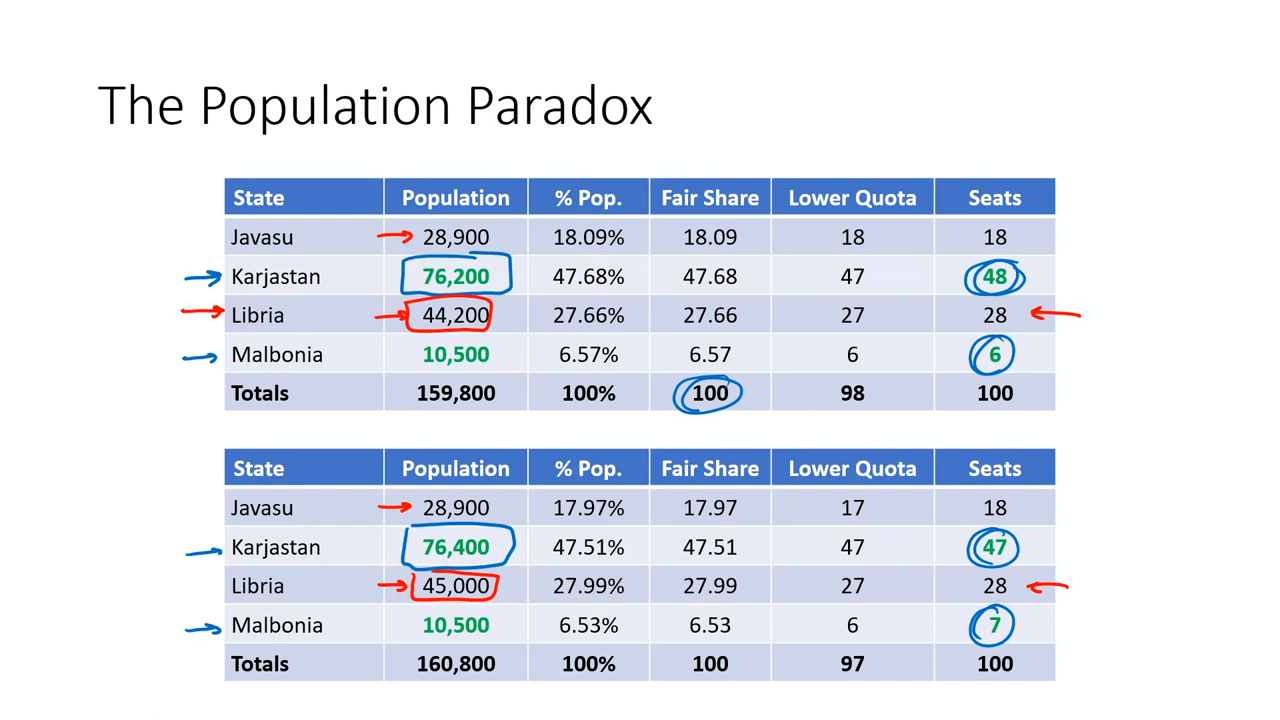 The Population Paradox
State Population % Pop. Fair Share Lower Quota Seats
Javasu 28,900 18.09% 18.09 18 18
Karjastan 76,200 47.68% 47.68 47 48
Libria 44,200 27.66% 27.66 27 28
Malbonia 10,500 6.57% 6.57 6 6
Totals 159,800 100% 100 98 100
State Population % Pop. Fair Share Lower Quota Seats
Javasu 28,900 17.97% 17.97 17 18
Karjastan 76,400 47.51% 47.51 47 47
Libria 45,000 27.99% 27.99 27 28
Malbonia 10,500 6.53% 6.53 6 7
Totals 160,800 100% 100 97 100